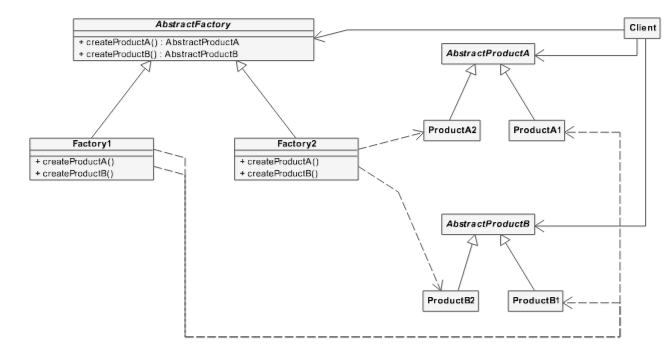 AbstractFactory
+ createProductA() : AbstractProductA
+ createProductB() : AbstractProductB
Client
AbstractProductA
ProductA2
ProductA1
Factory1
+ createProductA()
+ createProductB()
Factory2
+ createProductA()
+ createProductB()
AbstractProductB
ProductB2
ProductB1